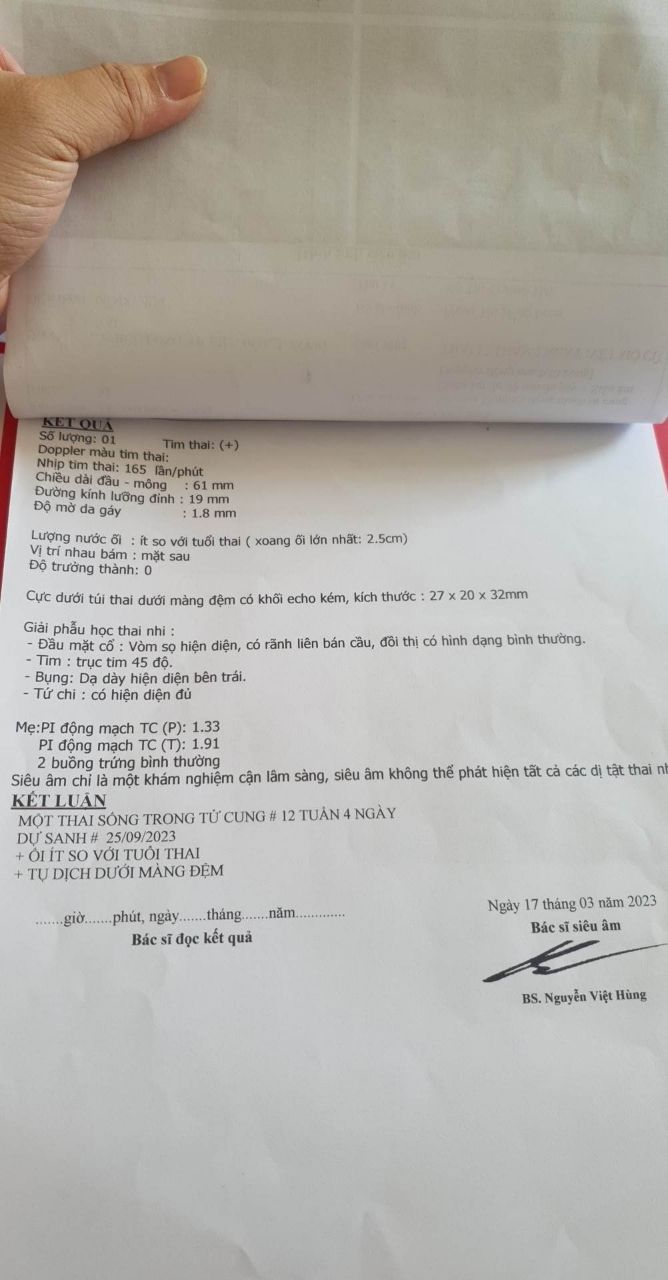 KẾT QUẢ
Số lượng: 01 Tim thai: (+)
Doppler màu tim thai:
Nhịp tim thai: 165 lần/phút
Chiều dài đầu - mông : 61 mm
Đường kính lưỡng đỉnh : 19 mm
Độ mờ da gáy : 1.8 mm
Lượng nước ối : ít so với tuổi thai ( xoang ối lớn nhất: 2.5cm)
Vị trí nhau bám : mặt sau
Độ trưởng thành: 0
Cực dưới túi thai dưới màng đệm có khối echo kém, kích thước : 27 x 20 x 32mm
Giải phẫu học thai nhi :
- Đầu mặt cổ : Vòm sọ hiện diện, có rãnh liên bán cầu, đồi thị có hình dạng bình thường.
- Tim : trục tim 45 độ.
- Bụng: Dạ dày hiện diện bên trái.
- Tứ chi : có hiện diện đủ
Mẹ:PI động mạch TC (P): 1.33
PI động mạch TC (T): 1.91
2 buồng trứng bình thường
Siêu âm chỉ là một khám nghiệm cận lâm sàng, siêu âm không thể phát hiện tất cả các dị tật thai
KẾT LUẬN
MỘT THAI SỐNG TRONG TỬ CUNG # 12 TUẦN 4 NGÀY
DỰ SANH # 25/09/2023
+ ỐI ÍT SO VỚI TUỔI THAI
+ TỤ DỊCH DƯỚI MÀNG ĐỆM
.......giờ.......phút, ngày.......tháng.......năm.............
Bác sĩ đọc kết quả
Ngày 17 tháng 03 năm 2023
Bác sĩ siêu âm
BS. Nguyễn Việt Hùng